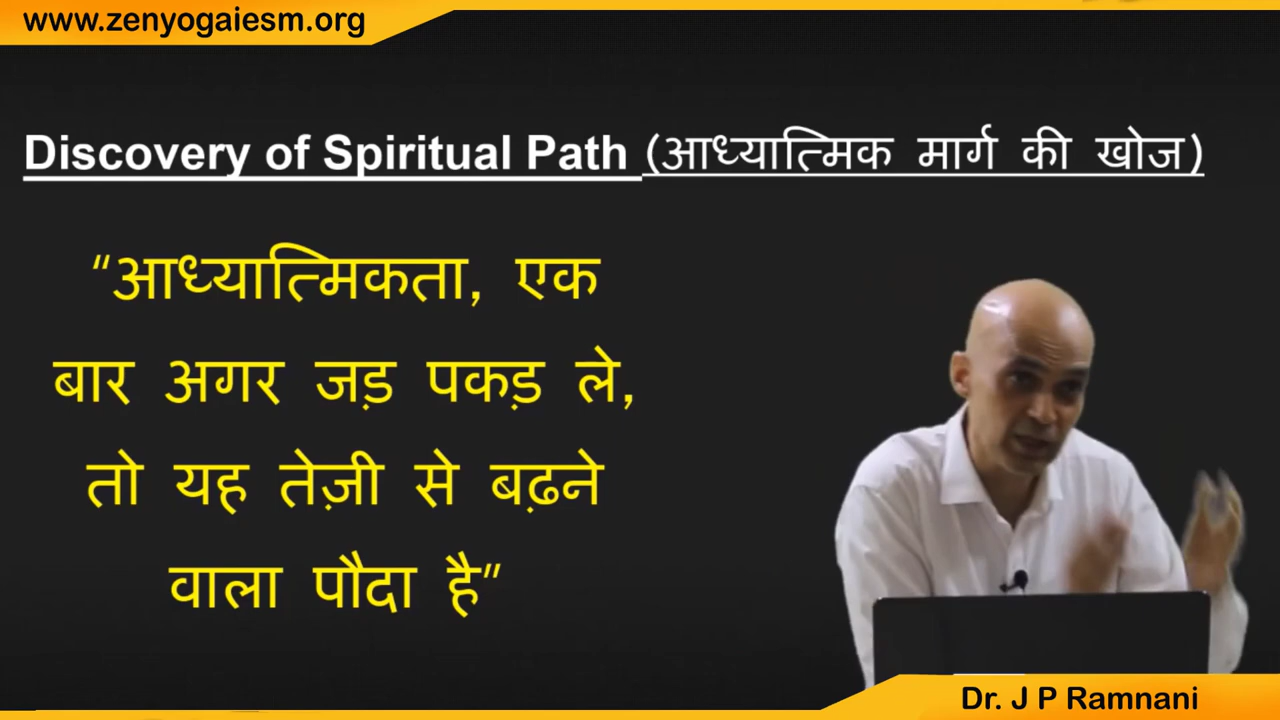 www.zenyogaiesm.org
Discovery of Spiritual Path (आध्यात्मिक मार्ग की खोज)
“आध्यात्मिकता, एक
बार अगर जड़ पकड़ ले,
तो यह तेज़ी से बढ़ने
वाला पौदा है”
Dr. J P Ramnani